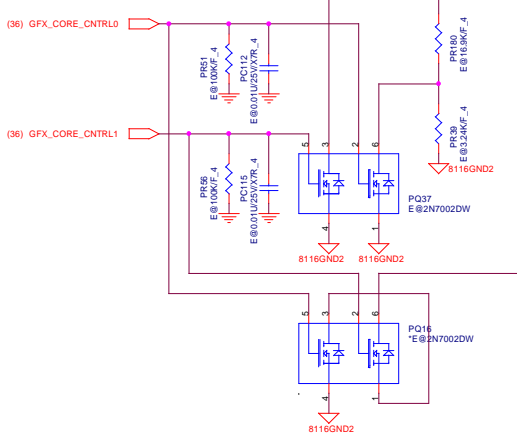 (36) GFX_CORE_CNTRL0
PR51
E@100K/F_4
PC112
E@0.01U/25V/X7R_4
PR180
E@16.9K/F_4
(36) GFX_CORE_CNTRL1
PR56
E@100K/F_4
PC115
E@0.01U/25V/X7R_4
PR39
E@3.24K/F_4
8116GND2
5
3
2
6
PQ37
E@2N7002DW
4
1
8116GND2
8116GND2
5
3
2
6
PQ16
*E@2N7002DW
4
1
8116GND2